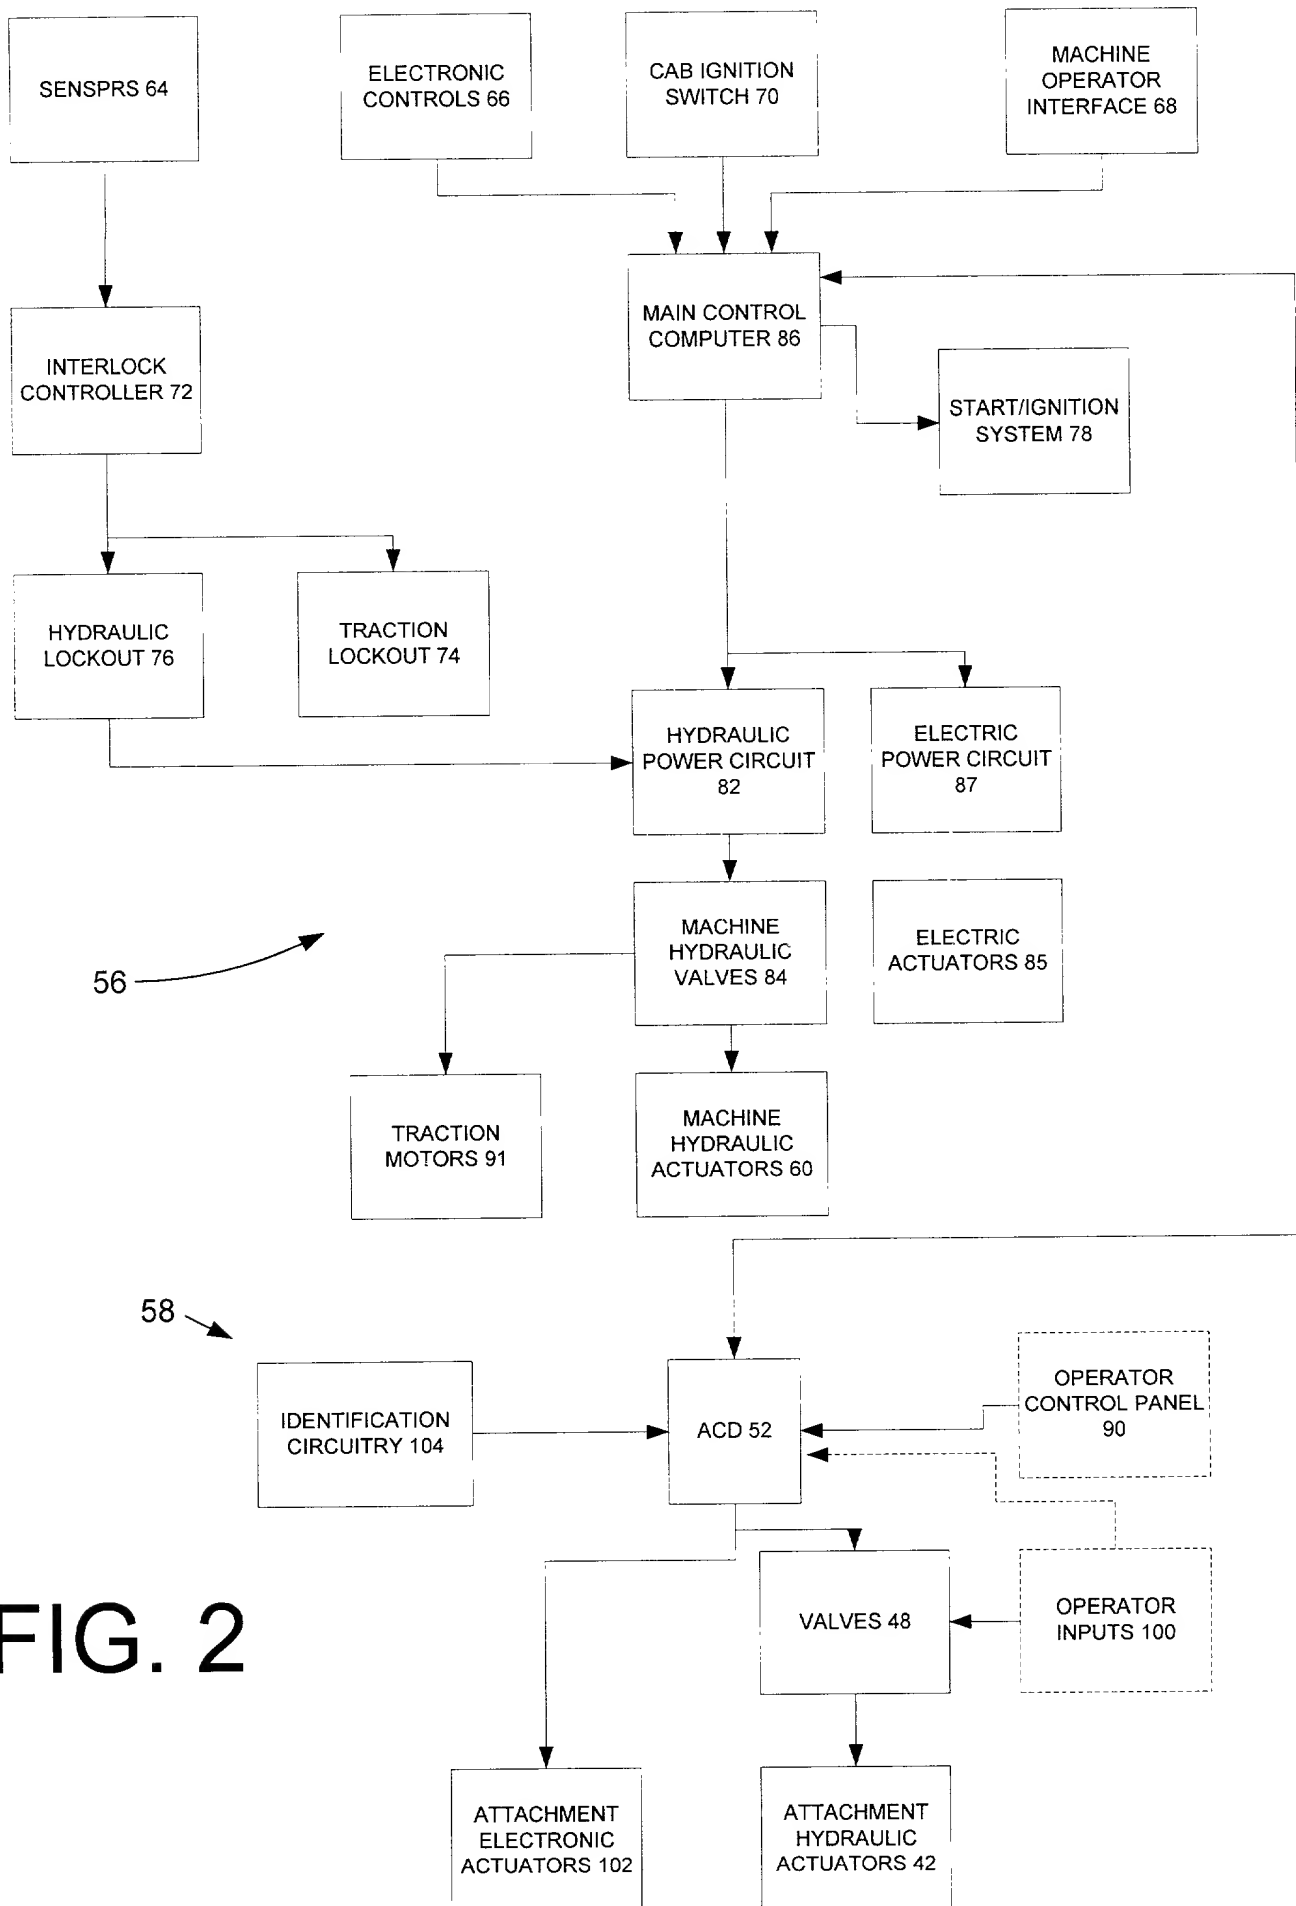 SENSPRS 64
ELECTRONIC
CONTROLS 66
CAB IGNITION
SWITCH 70
MACHINE
OPERATOR
INTERFACE 68
MAIN CONTROL
COMPUTER 86
INTERLOCK
CONTROLLER 72
START/IGNITION
SYSTEM 78
HYDRAULIC
LOCKOUT 76
TRACTION
LOCKOUT 74
HYDRAULIC
POWER CIRCUIT
82
ELECTRIC
POWER CIRCUIT
87
MACHINE
HYDRAULIC
VALVES 84
ELECTRIC
ACTUATORS 85
56
TRACTION
MOTORS 91
MACHINE
HYDRAULIC
ACTUATORS 60
58
IDENTIFICATION
CIRCUITRY 104
ACD 52
OPERATOR
CONTROL PANEL
90
VALVES 48
OPERATOR
INPUTS 100
FIG. 2
ATTACHMENT
ELECTRONIC
ACTUATORS 102
ATTACHMENT
HYDRAULIC
ACTUATORS 42